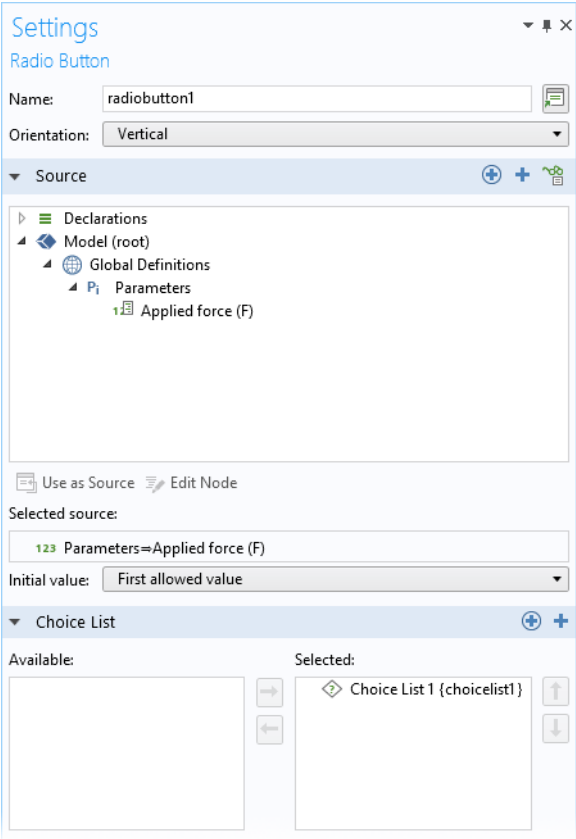 Settings
Radio Button
Name: radiobutton1
Orientation: Vertical
Source
Declarations
Model (root)
Global Definitions
Pi Parameters
Applied force (F)
Use as Source Edit Node
Selected source:
123 Parameters⇒Applied force (F)
Initial value: First allowed value
Choice List
Available: Selected:
? Choice List 1 {choicelist1}